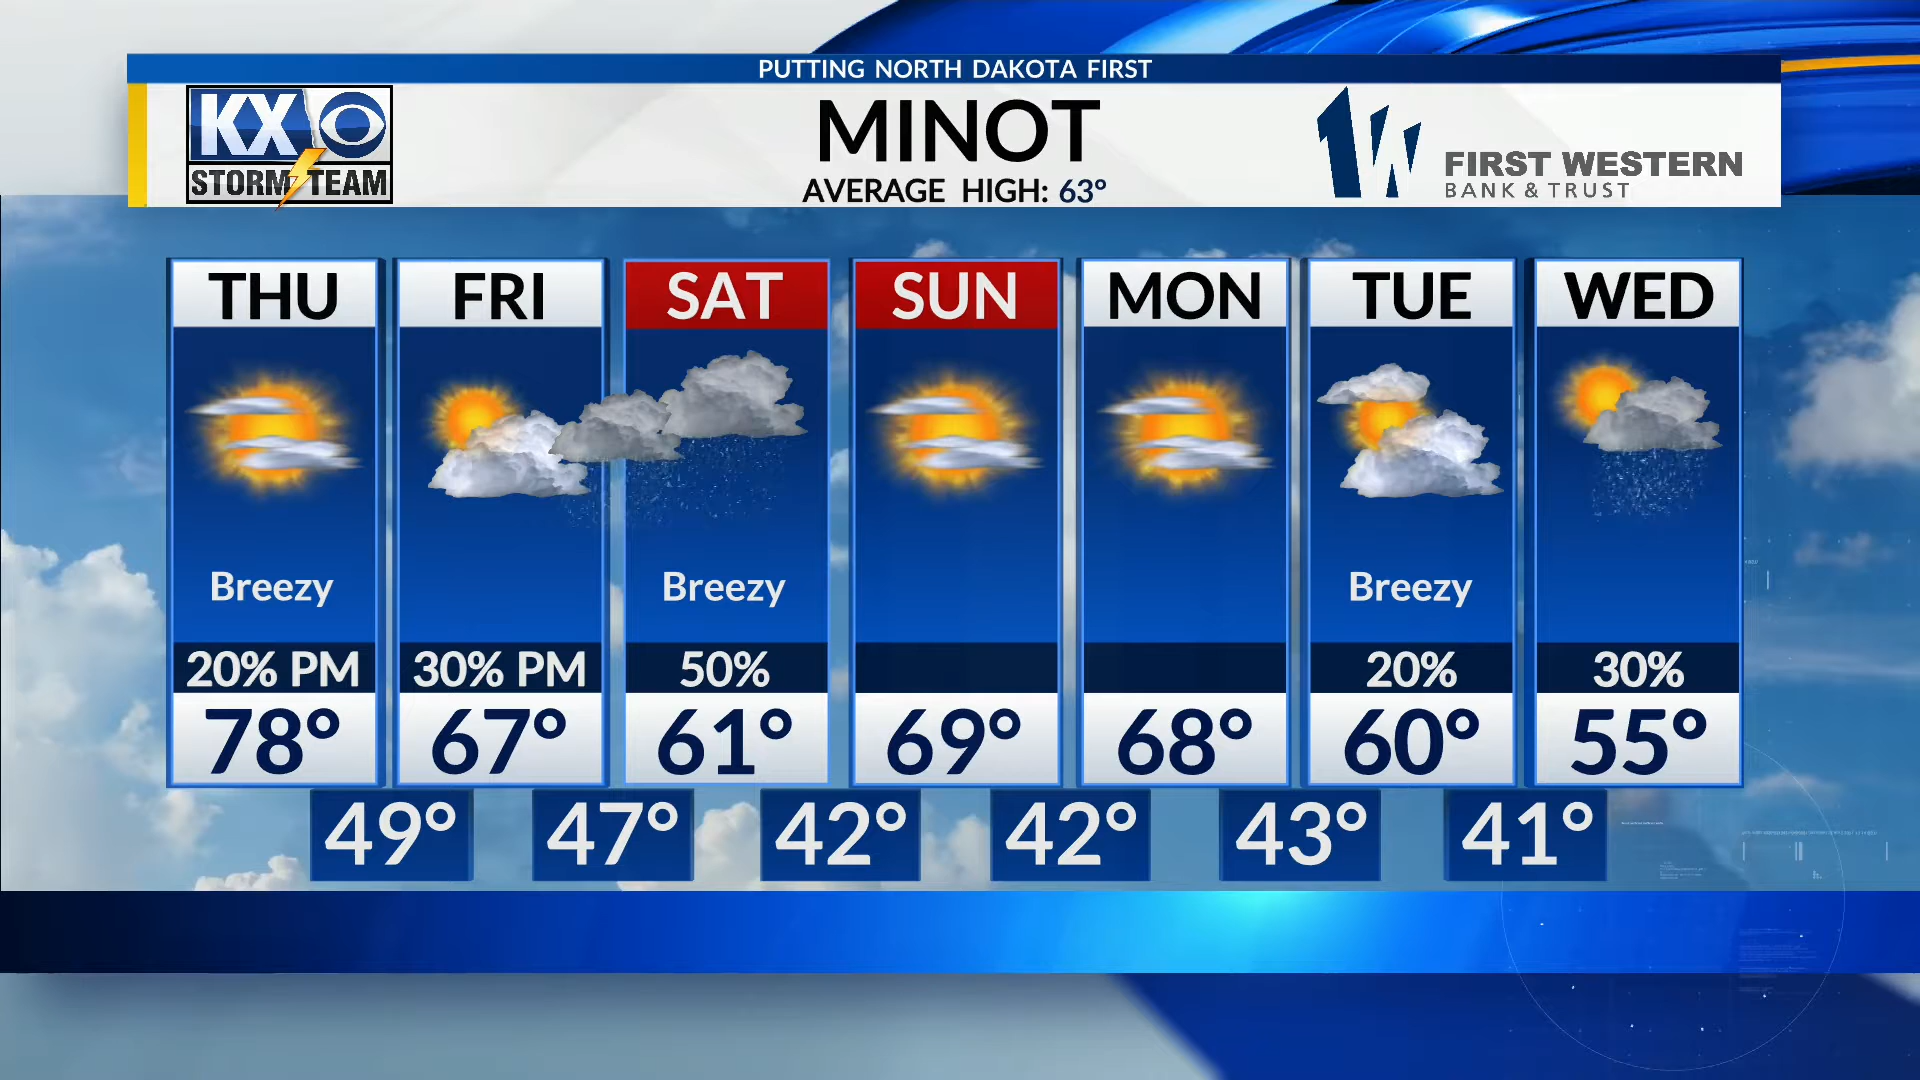 PUTTING NORTH DAKOTA FIRST
KX
STORM TEAM
MINOT
AVERAGE HIGH: 63°
FIRST WESTERN
BANK & TRUST
THU FRI SAT SUN MON TUE WED
Breezy Breezy Breezy
20% PM 30% PM 50% 20% 30%
78° 67° 61° 69° 68° 60° 55°
49° 47° 42° 42° 43° 41°